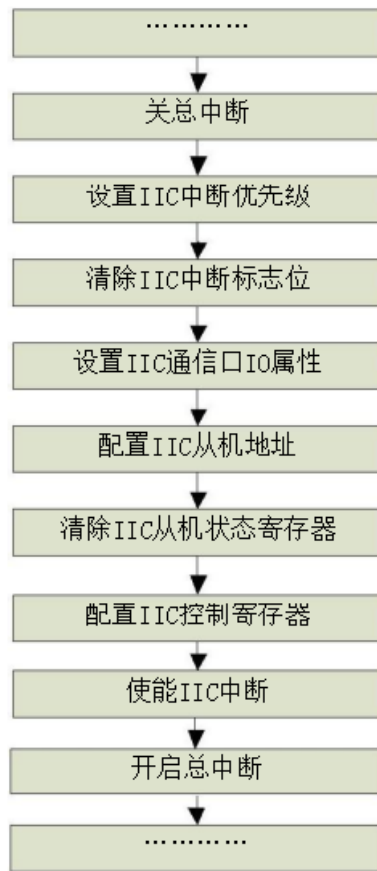 …………
关总中断
设置IIC中断优先级
清除IIC中断标志位
设置IIC通信口IO属性
配置IIC从机地址
清除IIC从机状态寄存器
配置IIC控制寄存器
使能IIC中断
开启总中断
…………